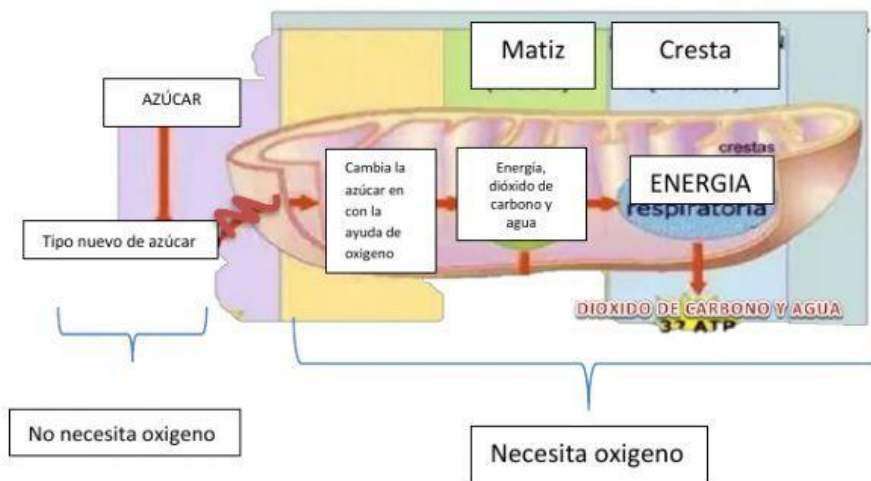 Matiz
Cresta
AZÚCAR
crestas
Cambia la
azúcar en
con la
ayuda de
oxigeno
Energía,
dióxido de
carbono y
agua
ENERGIA
respiratoria
Tipo nuevo de azúcar
DIOXIDO DE CARBONO Y AGUA
32 ATP
No necesita oxigeno
Necesita oxigeno